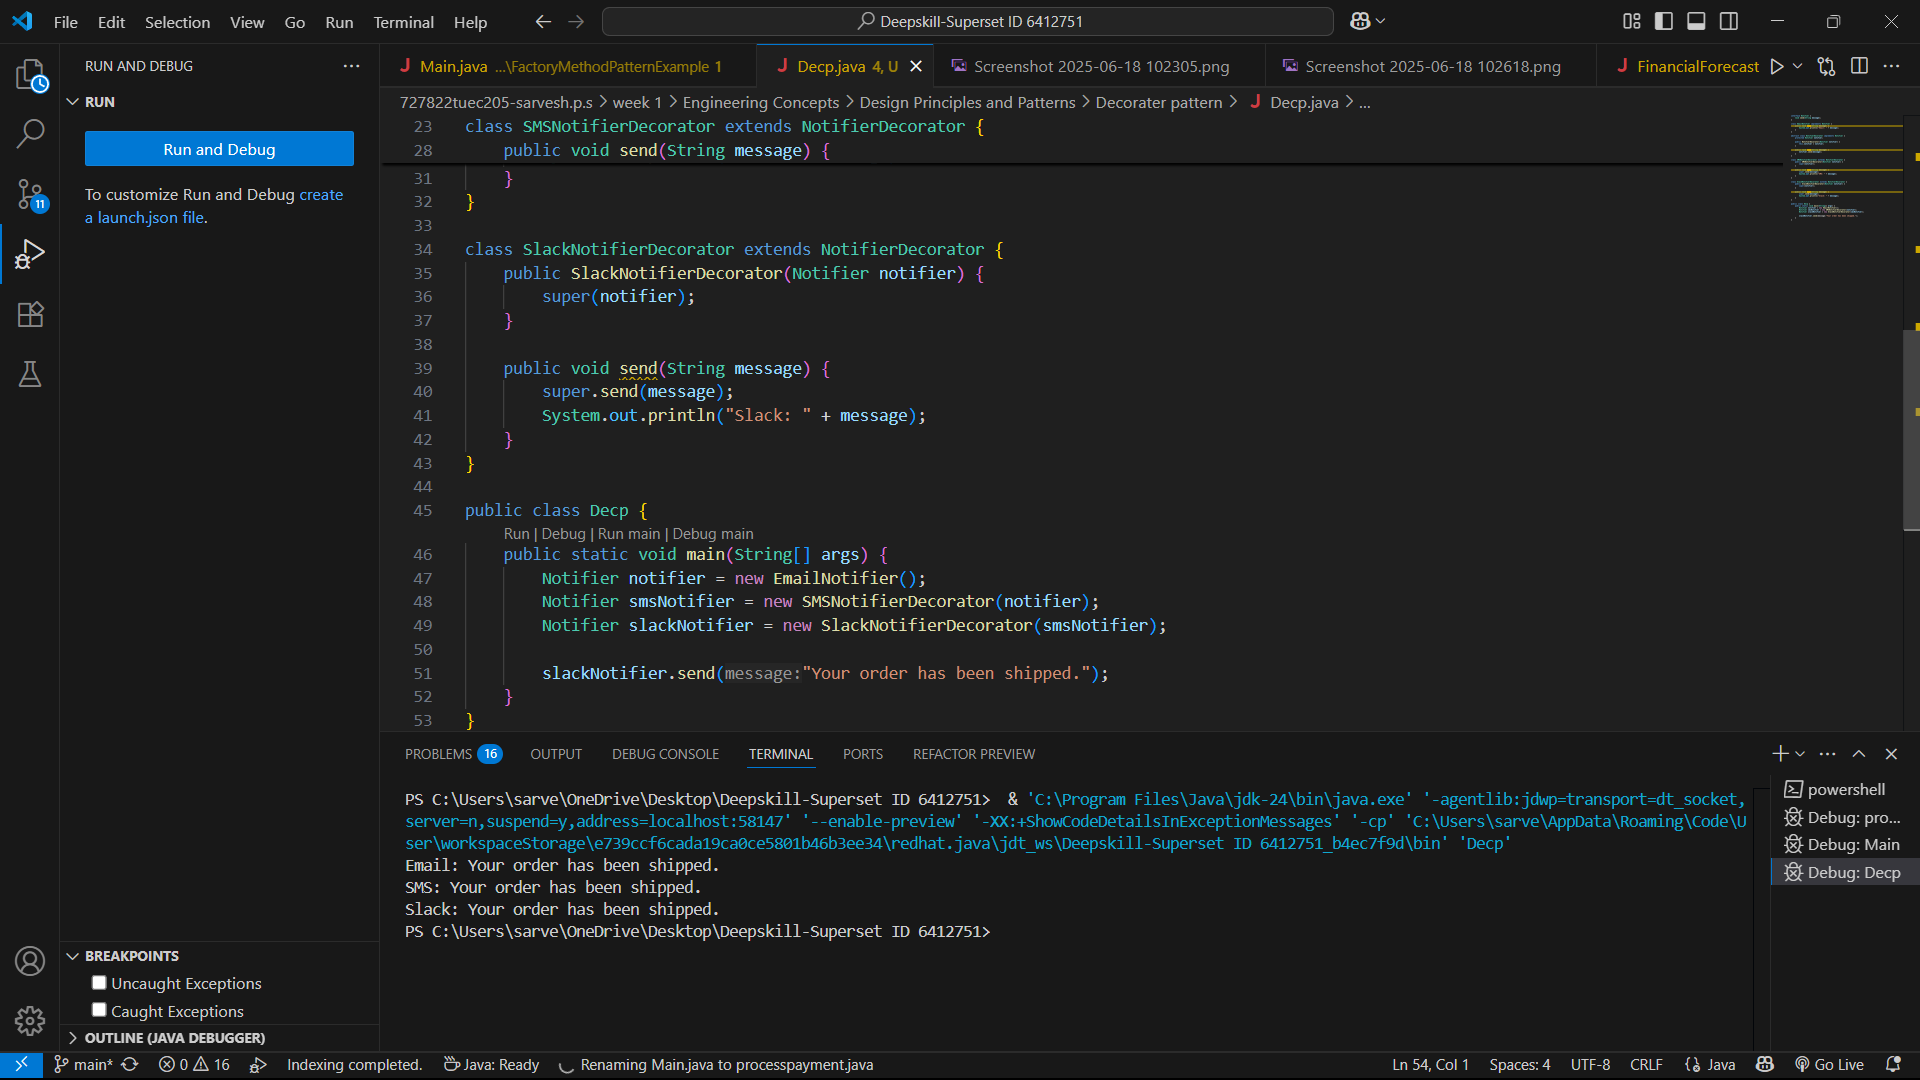 File Edit Selection View Go Run Terminal Help
Deepskill-Superset ID 6412751
RUN AND DEBUG
RUN
Run and Debug
To customize Run and Debug create
a launch.json file.
Main.java ...\FactoryMethodPatternExample 1
Decp.java 4, U
Screenshot 2025-06-18 102305.png
Screenshot 2025-06-18 102618.png
FinancialForecast
727822tuec205-sarvesh.p.s > week 1 > Engineering Concepts > Design Principles and Patterns > Decorater pattern > Decp.java > ...
23 class SMSNotifierDecorator extends NotifierDecorator {
28 public void send(String message) {
31 }
32 }
33
34 class SlackNotifierDecorator extends NotifierDecorator {
35 public SlackNotifierDecorator(Notifier notifier) {
36 super(notifier);
37 }
38
39 public void send(String message) {
40 super.send(message);
41 System.out.println("Slack: " + message);
42 }
43 }
44
45 public class Decp {
Run | Debug | Run main | Debug main
46 public static void main(String[] args) {
47 Notifier notifier = new EmailNotifier();
48 Notifier smsNotifier = new SMSNotifierDecorator(notifier);
49 Notifier slackNotifier = new SlackNotifierDecorator(smsNotifier);
50
51 slackNotifier.send(message:"Your order has been shipped.");
52 }
53 }
PROBLEMS 16 OUTPUT DEBUG CONSOLE TERMINAL PORTS REFACTOR PREVIEW
PS C:\Users\sarve\OneDrive\Desktop\Deepskill-Superset ID 6412751> & 'C:\Program Files\Java\jdk-24\bin\java.exe' '-agentlib:jdwp=transport=dt_socket,
server=n,suspend=y,address=localhost:58147' '--enable-preview' '-XX:+ShowCodeDetailsInExceptionMessages' '-cp' 'C:\Users\sarve\AppData\Roaming\Code\U
ser\workspaceStorage\e739ccf6cada19ca0ce5801b46b3ee34\redhat.java\jdt_ws\Deepskill-Superset ID 6412751_b4ec7f9d\bin' 'Decp'
Email: Your order has been shipped.
SMS: Your order has been shipped.
Slack: Your order has been shipped.
PS C:\Users\sarve\OneDrive\Desktop\Deepskill-Superset ID 6412751>
powershell
Debug: pro...
Debug: Main
Debug: Decp
11
BREAKPOINTS
Uncaught Exceptions
Caught Exceptions
OUTLINE (JAVA DEBUGGER)
main* 0 16 Indexing completed. Java: Ready Renaming Main.java to processpayment.java
Ln 54, Col 1 Spaces: 4 UTF-8 CRLF {} Java Go Live